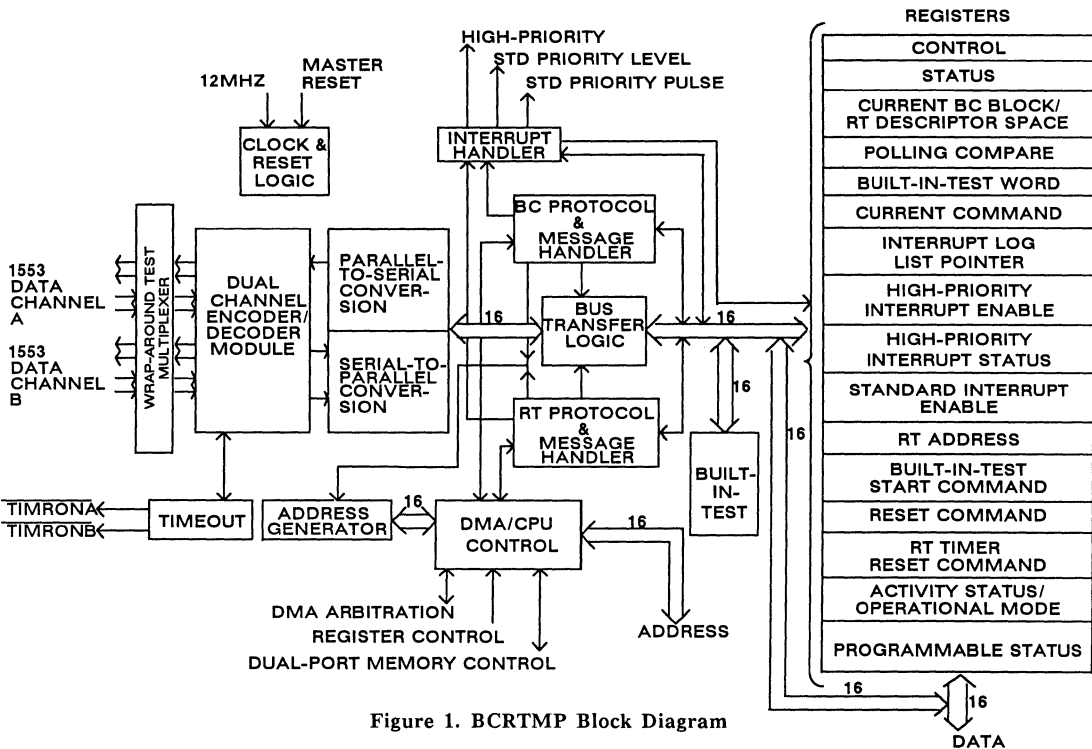 HIGH-PRIORITY
STD PRIORITY LEVEL
STD PRIORITY PULSE
12MHZ
MASTER
RESET
CLOCK &
RESET
LOGIC
INTERRUPT
HANDLER
BC PROTOCOL
&
MESSAGE
HANDLER
1553
DATA
CHANNEL
A
1553
DATA
CHANNEL
B
WRAP-AROUND TEST
MULTIPLEXER
DUAL
CHANNEL
ENCODER/
DECODER
MODULE
PARALLEL-
TO-SERIAL
CONVER-
SION
SERIAL-TO-
PARALLEL
CONVER-
SION
16
BUS
TRANSFER
LOGIC
16
RT PROTOCOL
&
MESSAGE
HANDLER
16
BUILT-
IN-
TEST
16
TIMRONA
TIMRONB
TIMEOUT
ADDRESS
GENERATOR
16
DMA/CPU
CONTROL
16
DMA ARBITRATION
REGISTER CONTROL
DUAL-PORT MEMORY CONTROL
ADDRESS
REGISTERS
CONTROL
STATUS
CURRENT BC BLOCK/
RT DESCRIPTOR SPACE
POLLING COMPARE
BUILT-IN-TEST WORD
CURRENT COMMAND
INTERRUPT LOG
LIST POINTER
HIGH-PRIORITY
INTERRUPT ENABLE
HIGH-PRIORITY
INTERRUPT STATUS
STANDARD INTERRUPT
ENABLE
RT ADDRESS
BUILT-IN-TEST
START COMMAND
RESET COMMAND
RT TIMER
RESET COMMAND
ACTIVITY STATUS/
OPERATIONAL MODE
PROGRAMMABLE STATUS
16
16
DATA
Figure 1. BCRTMP Block Diagram